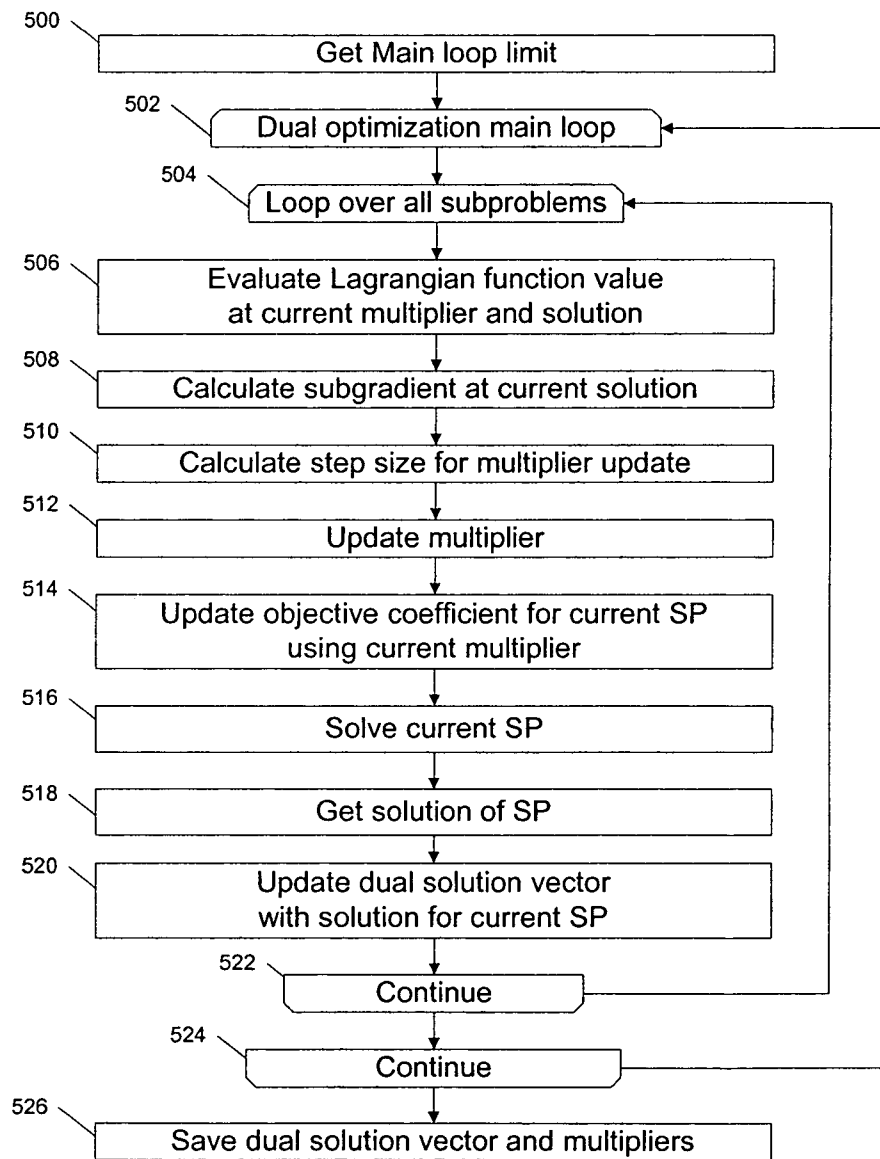 500
Get Main loop limit
502
Dual optimization main loop
504
Loop over all subproblems
506
Evaluate Lagrangian function value
at current multiplier and solution
508
Calculate subgradient at current solution
510
Calculate step size for multiplier update
512
Update multiplier
514
Update objective coefficient for current SP
using current multiplier
516
Solve current SP
518
Get solution of SP
520
Update dual solution vector
with solution for current SP
522
Continue
524
Continue
526
Save dual solution vector and multipliers